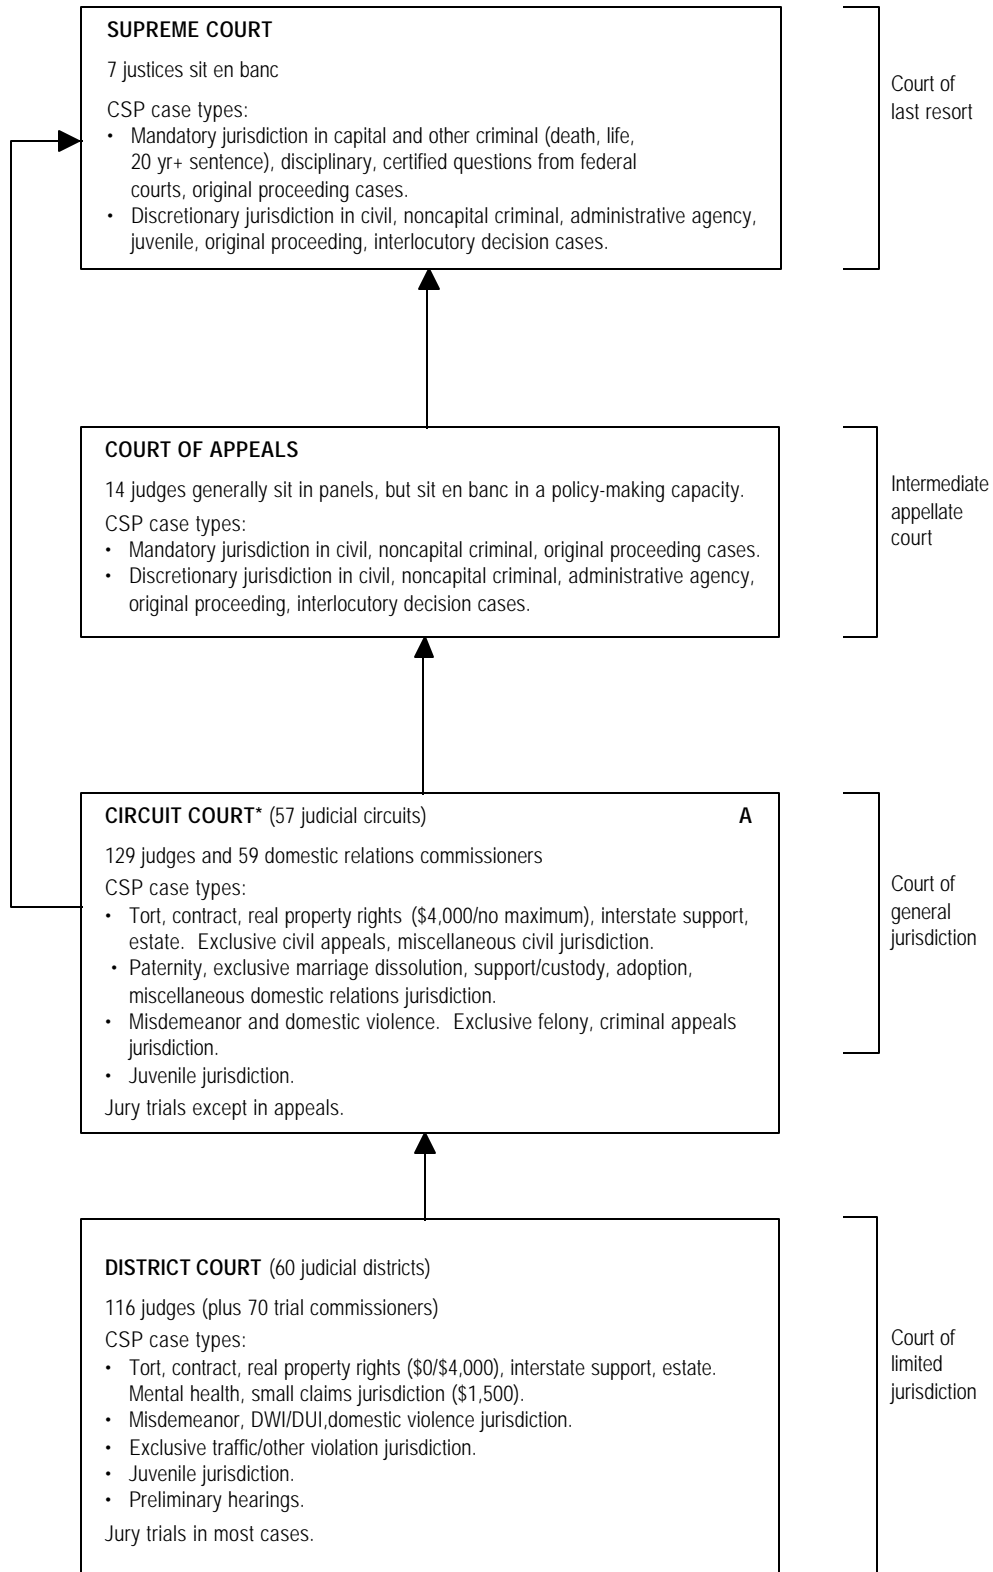 SUPREME COURT
7 justices sit en banc
CSP case types:
• Mandatory jurisdiction in capital and other criminal (death, life,
20 yr+ sentence), disciplinary, certified questions from federal
courts, original proceeding cases.
• Discretionary jurisdiction in civil, noncapital criminal, administrative agency,
juvenile, original proceeding, interlocutory decision cases.
Court of
last resort
COURT OF APPEALS
14 judges generally sit in panels, but sit en banc in a policy-making capacity.
CSP case types:
• Mandatory jurisdiction in civil, noncapital criminal, original proceeding cases.
• Discretionary jurisdiction in civil, noncapital criminal, administrative agency,
original proceeding, interlocutory decision cases.
Intermediate
appellate
court
CIRCUIT COURT* (57 judicial circuits) A
129 judges and 59 domestic relations commissioners
CSP case types:
• Tort, contract, real property rights ($4,000/no maximum), interstate support,
estate. Exclusive civil appeals, miscellaneous civil jurisdiction.
• Paternity, exclusive marriage dissolution, support/custody, adoption,
miscellaneous domestic relations jurisdiction.
• Misdemeanor and domestic violence. Exclusive felony, criminal appeals
jurisdiction.
• Juvenile jurisdiction.
Jury trials except in appeals.
Court of
general
jurisdiction
DISTRICT COURT (60 judicial districts)
116 judges (plus 70 trial commissioners)
CSP case types:
• Tort, contract, real property rights ($0/$4,000), interstate support, estate.
Mental health, small claims jurisdiction ($1,500).
• Misdemeanor, DWI/DUI,domestic violence jurisdiction.
• Exclusive traffic/other violation jurisdiction.
• Juvenile jurisdiction.
• Preliminary hearings.
Jury trials in most cases.
Court of
limited
jurisdiction